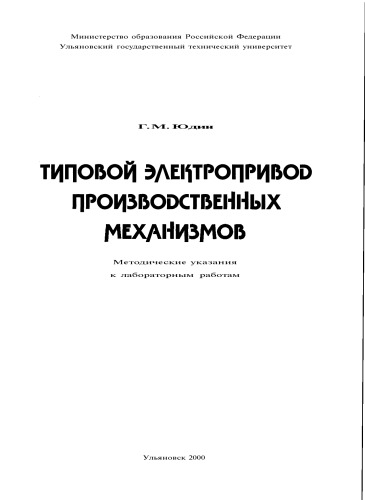 Министерство образования Российской Федерации
Ульяновский государственный технический университет
Г. М. Юдин
ТИПОВОЙ ЭЛЕКТРОПРИВОД
ПРОИЗВОДСТВЕННЫХ
МЕХАНИЗМОВ
Методические указания
к лабораторным работам
Ульяновск 2000